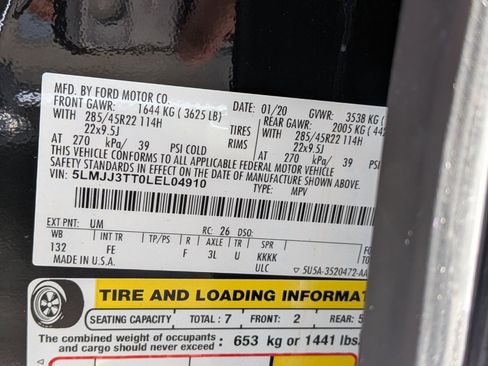 MFD. BY FORD MOTOR CO.
DATE: 01/20 GVWR: 3538 KG
FRONT GAWR: 1644 KG ( 3625 LB)
REAR GAWR: 2005 KG
WITH 285/45R22 114H TIRES WITH 285/45R22 114H
22x9.5J RIMS 22x9.5J
AT 270 kPa/ 39 PSI COLD AT 270 kPa/ 39 PSI
THIS VEHICLE CONFORMS TO ALL APPLICABLE FEDERAL MOTOR VEHICLE
SAFETY STANDARDS IN EFFECT ON THE DATE OF MANUFACTURE SHOWN
VIN: 5LMJJ3TT0LEL04910
TYPE: MPV
EXT PNT: UM RC: 26 DSO:
WB INT TR TP/PS R AXLE TR SPR
132 FE F 3L U KKKK
MADE IN U.S.A. ULC 5U5A-3520472-AA
TIRE AND LOADING INFORMAT
SEATING CAPACITY TOTAL : 7 FRONT: 2 REAR: 5
The combined weight of occupants
and cargo should never exceed 653 kg or 1441 lbs.